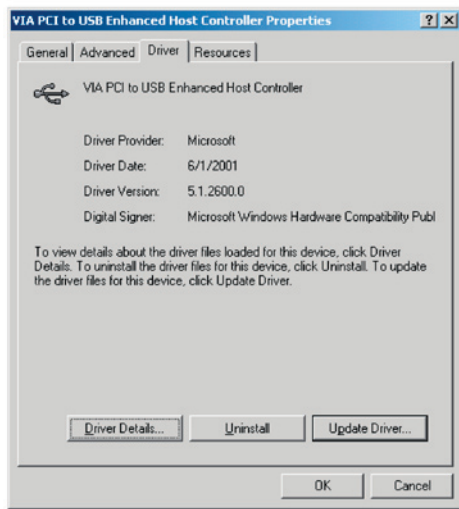 VIA PCI to USB Enhanced Host Controller Properties
? X
General Advanced Driver Resources
VIA PCI to USB Enhanced Host Controller
Driver Provider: Microsoft
Driver Date: 6/1/2001
Driver Version: 5.1.2600.0
Digital Signer: Microsoft Windows Hardware Compatibility Publ
To view details about the driver files loaded for this device, click Driver
Details. To uninstall the driver files for this device, click Uninstall. To update
the driver files for this device, click Update Driver.
Driver Details... Uninstall Update Driver...
OK Cancel